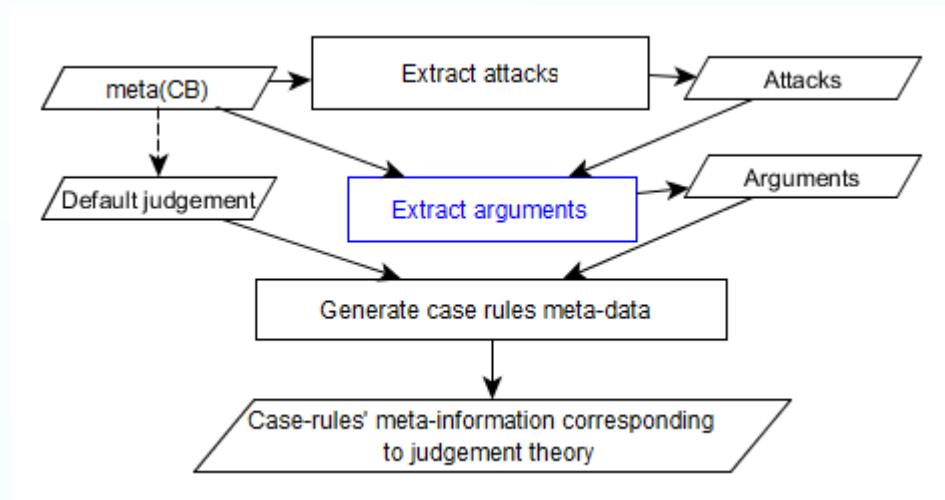 Extract attacks
meta(CB)
Attacks
Default judgement
Extract arguments
Arguments
Generate case rules meta-data
Case-rules' meta-information corresponding
to judgement theory